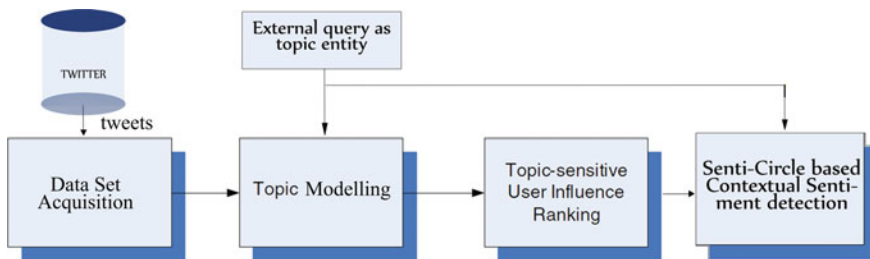 External query as
topic entity
TWITTER
tweets
Data Set
Acquisition
Topic Modelling
Topic-sensitive
User Influence
Ranking
Senti-Circle based
Contextual Senti-
ment detection